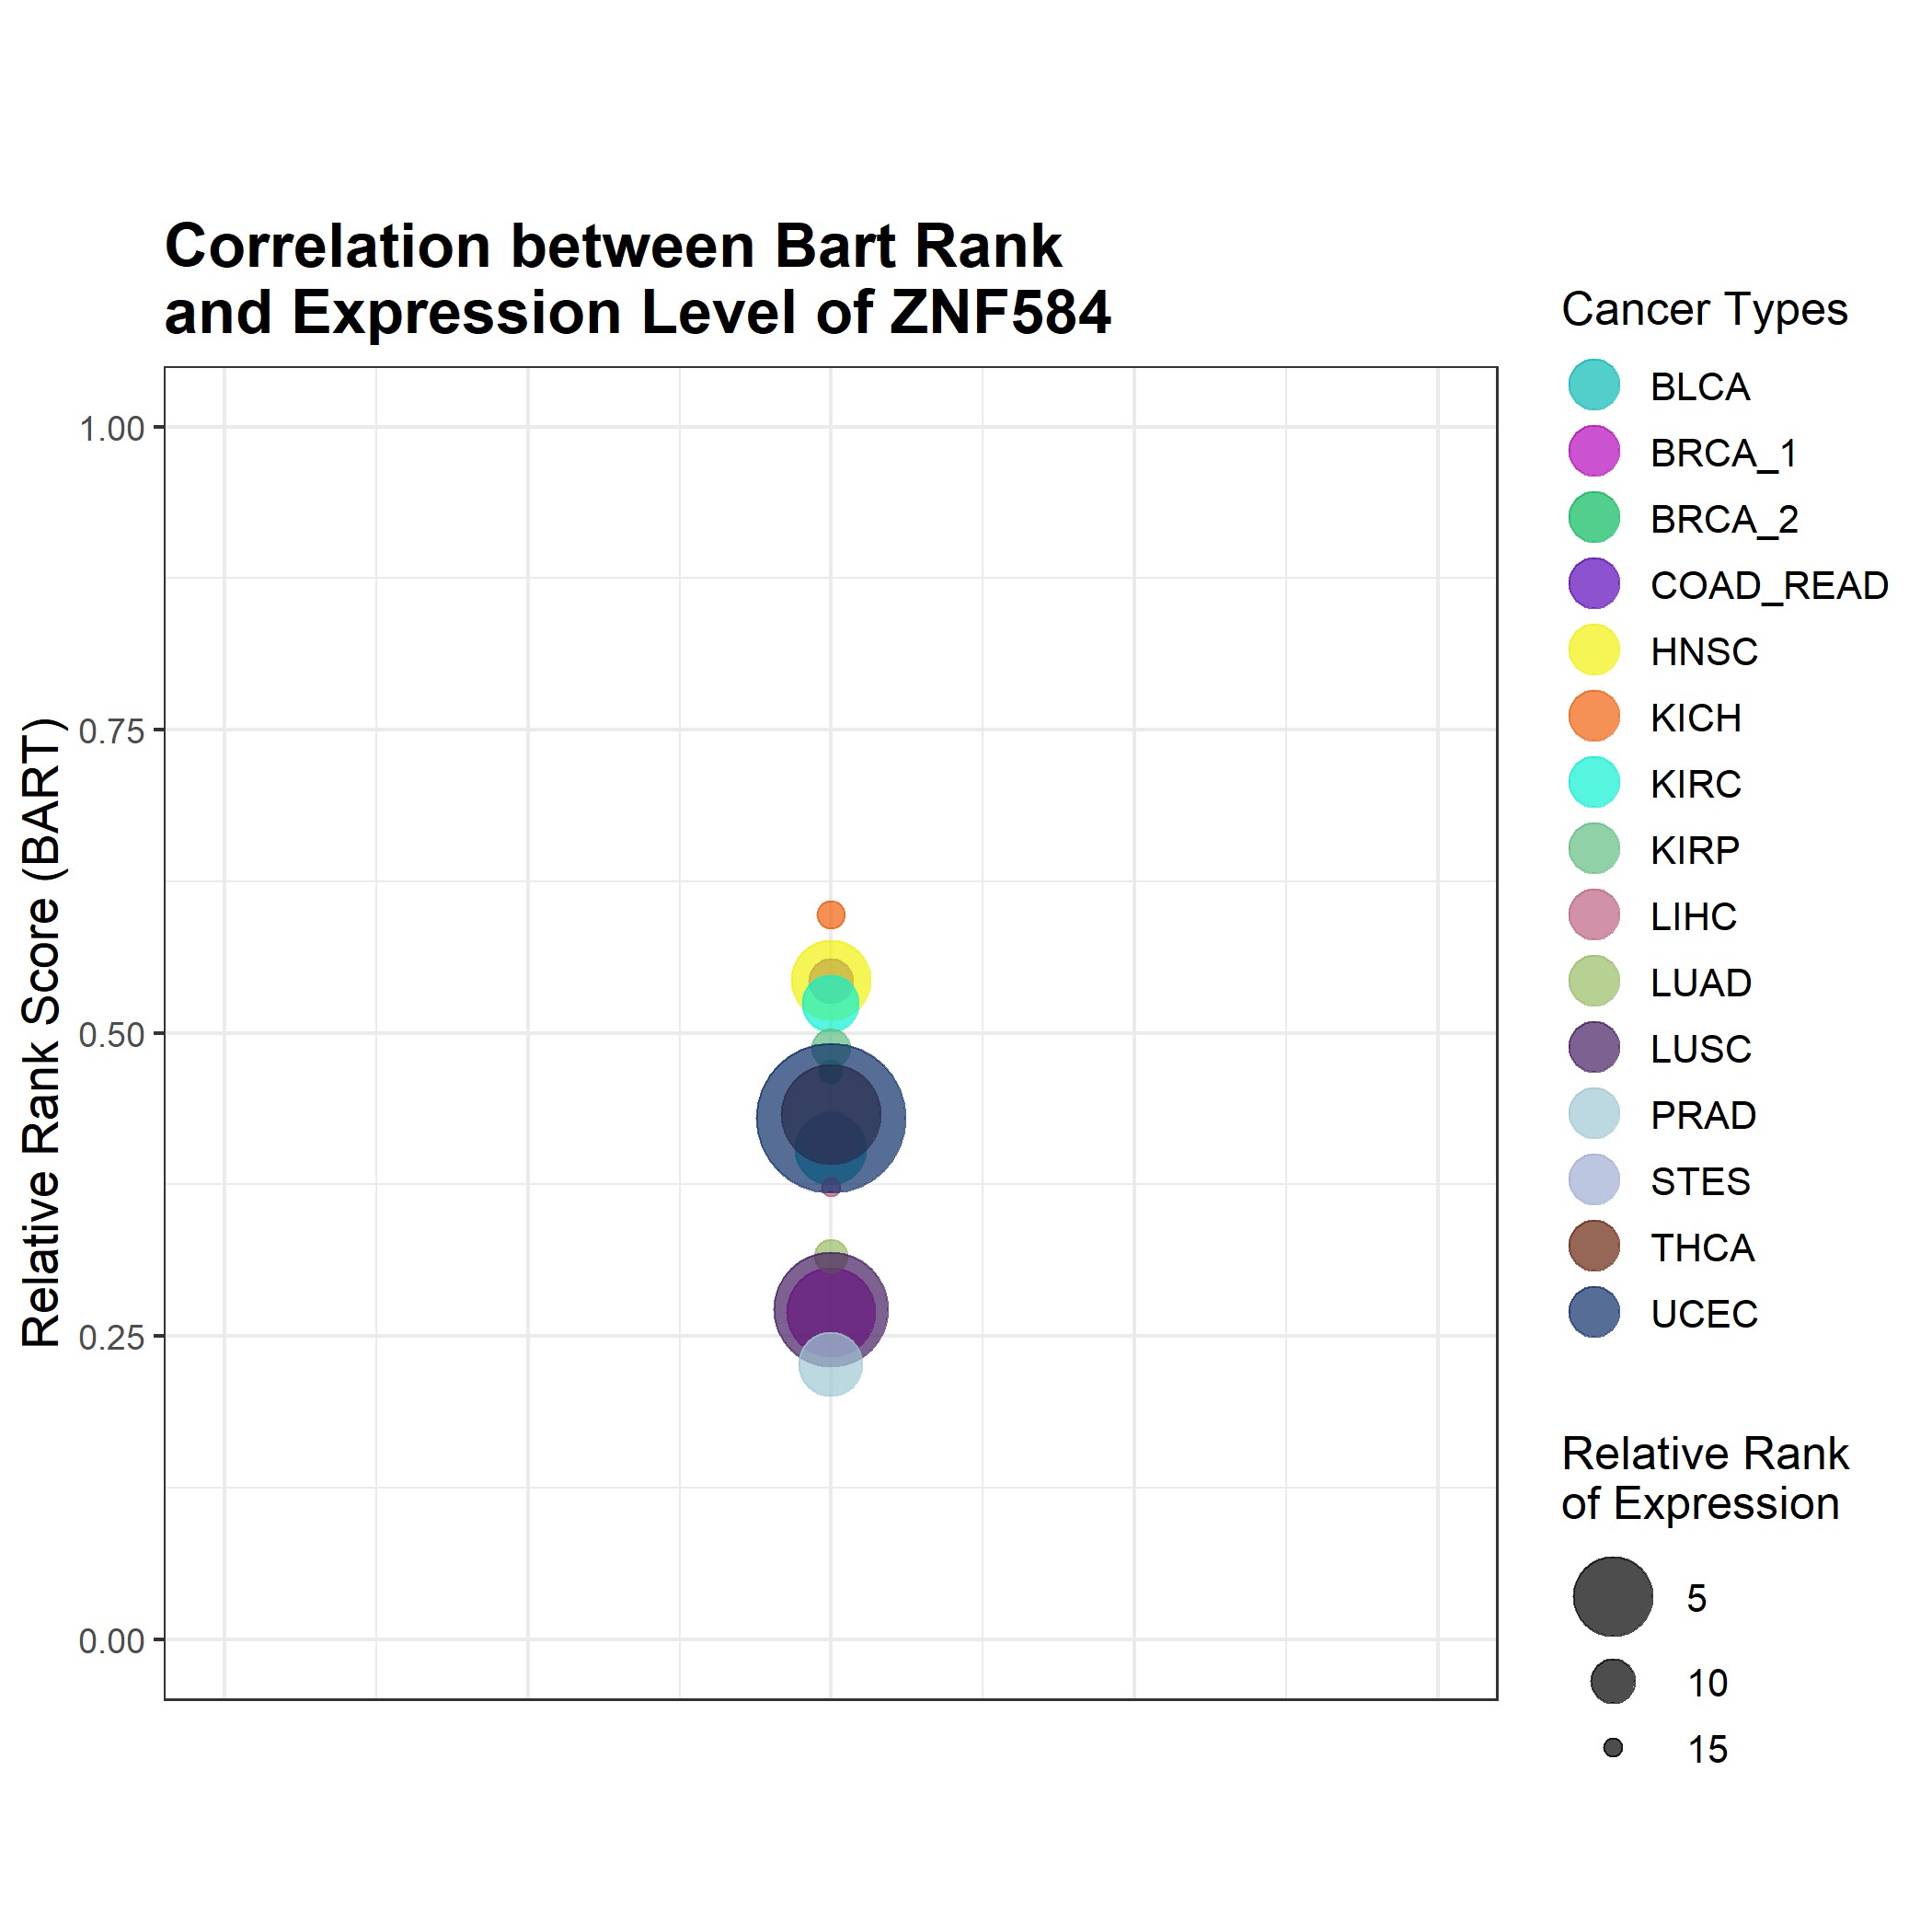 Correlation between Bart Rank
and Expression Level of ZNF584
Relative Rank Score (BART)
1.00
0.75
0.50
0.25
0.00
Cancer Types
BLCA
BRCA_1
BRCA_2
COAD_READ
HNSC
KICH
KIRC
KIRP
LIHC
LUAD
LUSC
PRAD
STES
THCA
UCEC
Relative Rank
of Expression
5
10
15